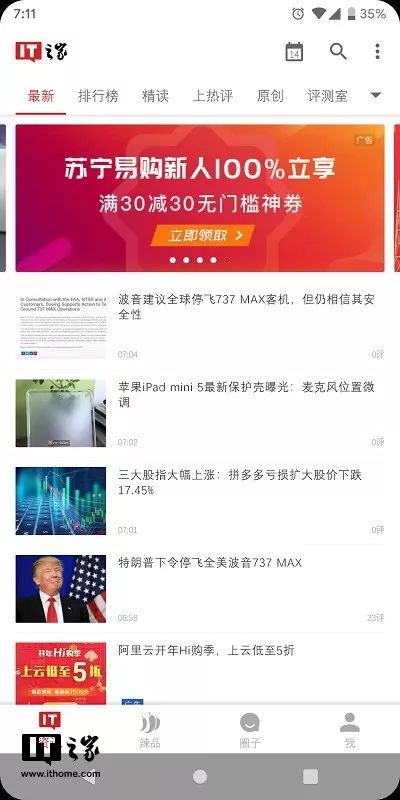 7:11
35%
IT之家
14
最新 排行榜 精读 上热评 原创 评测室
广告
苏宁易购新人100%立享
满30减30无门槛神券
立即领取
In Consultation with the FAA, NTSB and
Customers, Boeing Supports Action to
Ground 737 MAX Operations
波音建议全球停飞737 MAX客机，但仍相信其安
全性
07:04 0评
苹果iPad mini 5最新保护壳曝光：麦克风位置微
调
07:02 0评
三大股指大幅上涨：拼多多亏损扩大股价下跌
17.45%
07:01 0评
特朗普下令停飞全美波音737 MAX
06:58 23评
开年Hi购季
上云低至5折
阿里云开年Hi购季，上云低至5折
广告
辣品 圈子 我
IT之家
www.ithome.com